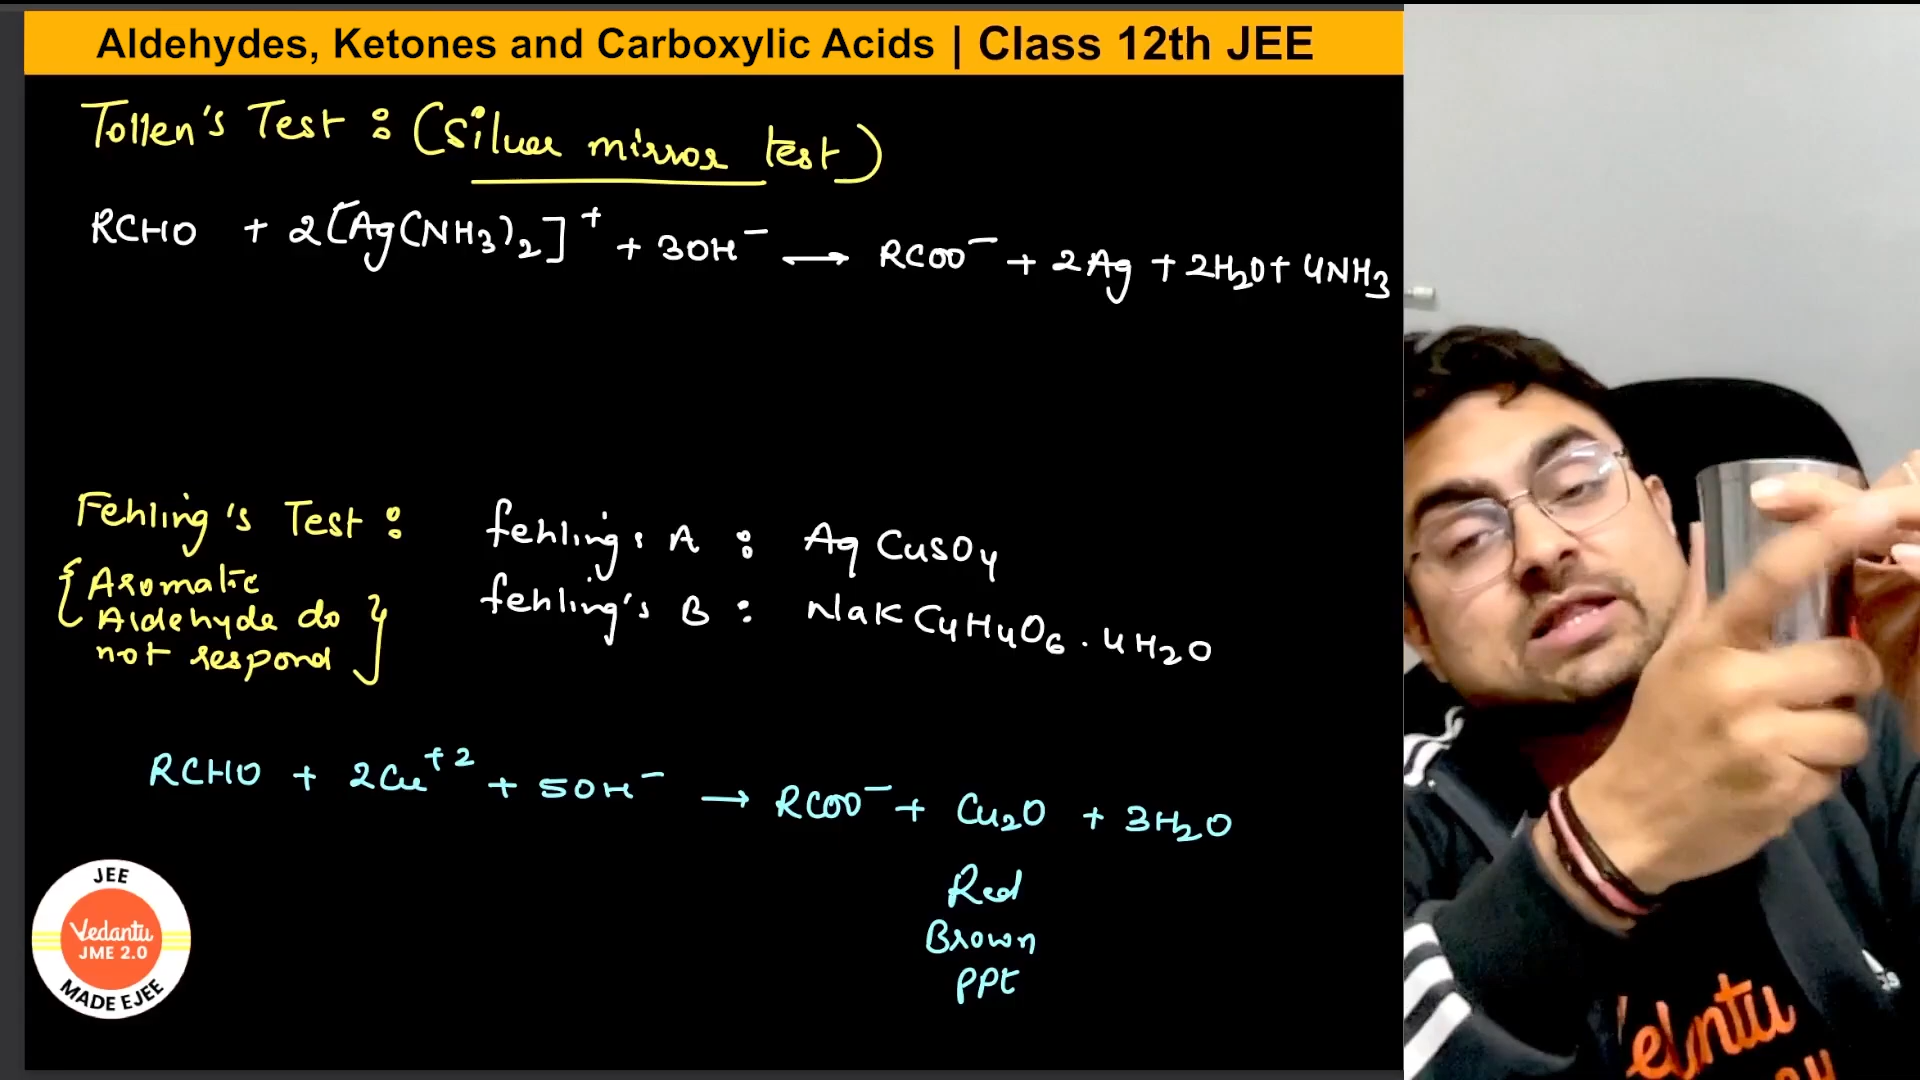 Aldehydes, Ketones and Carboxylic Acids | Class 12th JEE
Tollen's Test : (Silver mirror test)
RCHO + 2[Ag(NH3)2]+ + 3OH− → RCOO− + 2Ag + 2H2O + 4NH3
Fehling's Test :
{Aromatic
Aldehyde do
not respond}
fehling's A : Aq CuSO4
fehling's B : NaKC4H4O6 . 4H2O
RCHO + 2Cu+2 + 5OH− → RCOO− + Cu2O + 3H2O
Red
Brown
PPt
JEE
Vedantu
JME 2.0
MADE EJEE
Vedantu